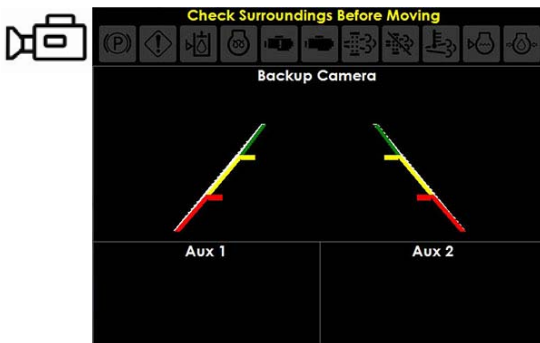 Check Surroundings Before Moving
(P)
Backup Camera
Aux 1
Aux 2